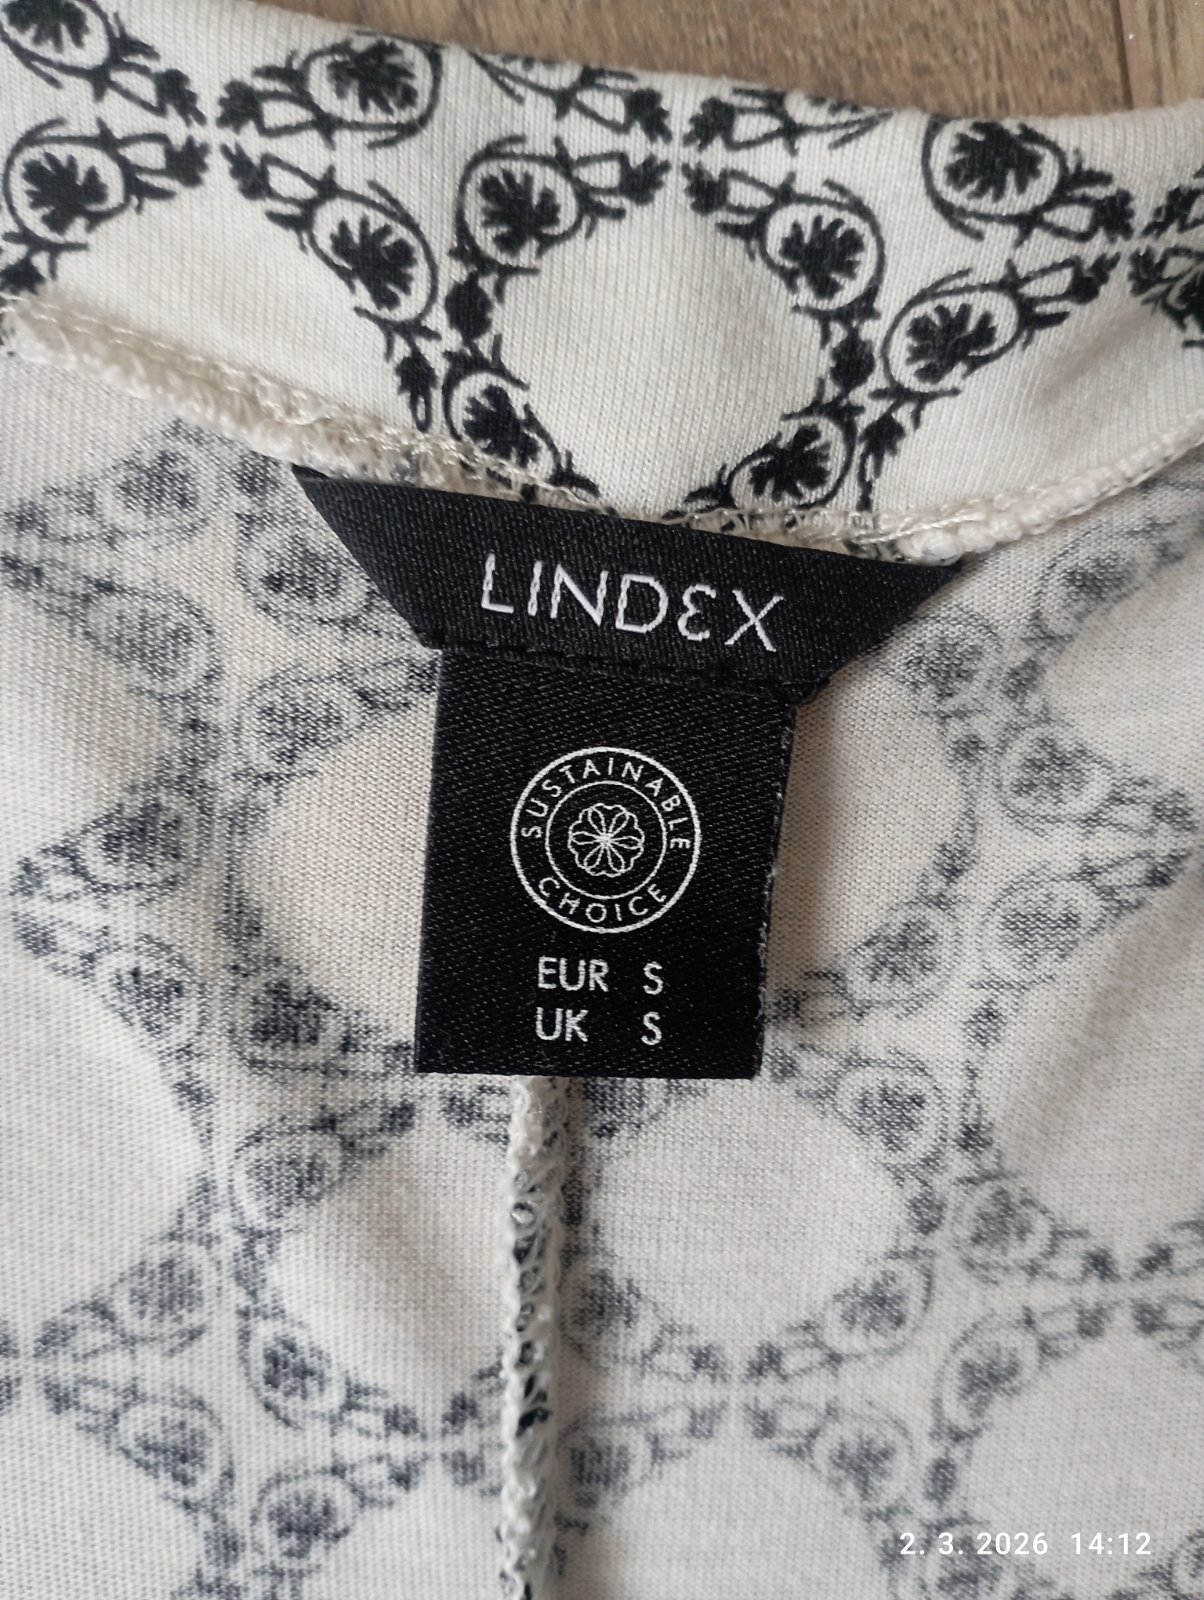 LINDEX
SUSTAINABLE
CHOICE
EUR S
UK S
2. 3. 2026 14:12